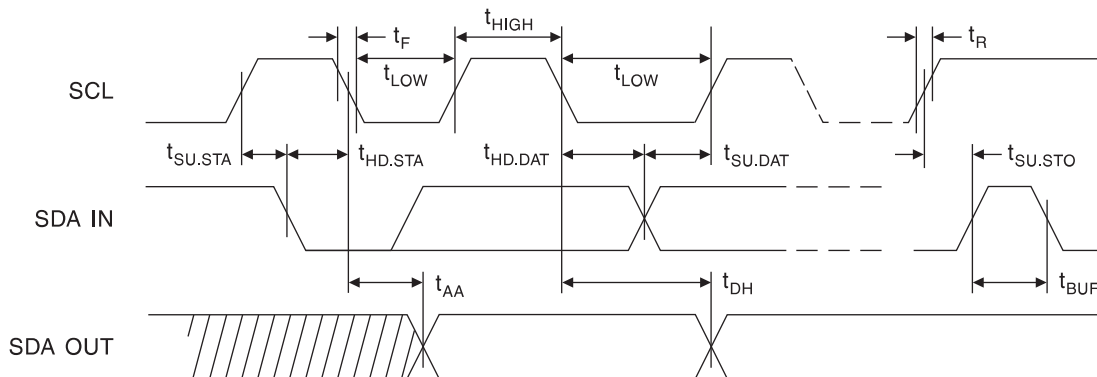 tHIGH
tF
tR
tLOW
tLOW
SCL
tSU.STA
tHD.STA
tHD.DAT
tSU.DAT
tSU.STO
SDA IN
tAA
tDH
tBUF
SDA OUT